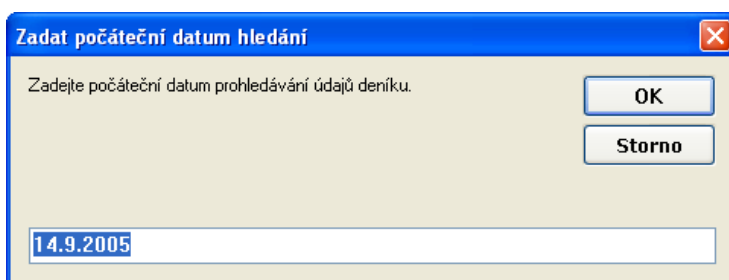 Zadat počáteční datum hledání
Zadejte počáteční datum prohledávání údajů deníku.
OK
Storno
14.9.2005